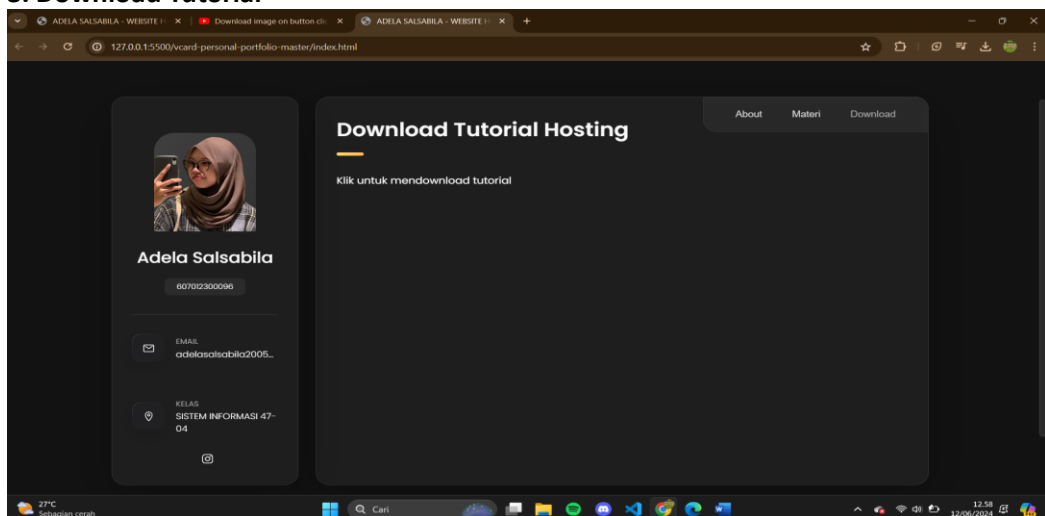 3. Download Tutorial
ADELA SALSABILA - WEBSITE H
Download image on button clic
ADELA SALSABILA - WEBSITE H
127.0.0.1:5500/vcard-personal-portfolio-master/index.html
About Materi Download
Download Tutorial Hosting
Klik untuk mendownload tutorial
Adela Salsabila
607012300096
EMAIL
adelasalsabila2005...
KELAS
SISTEM INFORMASI 47-
04
27°C
Sebagian cerah
Cari
12.58
12/06/2024